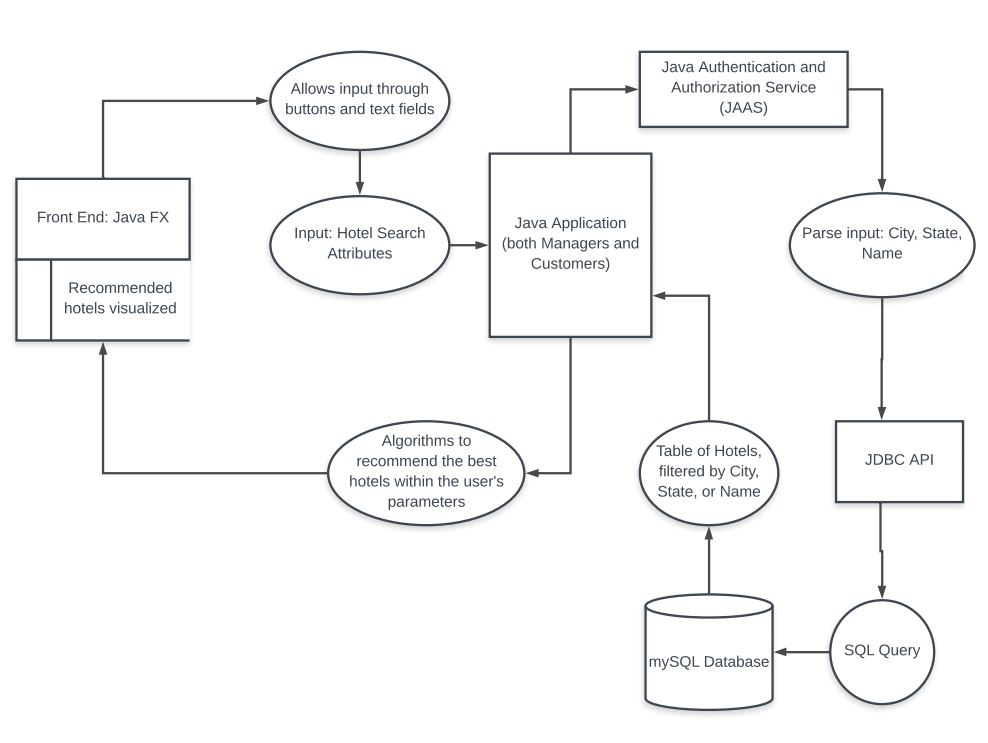 Allows input through
buttons and text fields
Java Authentication and
Authorization Service
(JAAS)
Front End: Java FX
Input: Hotel Search
Attributes
Java Application
(both Managers and
Customers)
Parse input: City, State,
Name
Recommended
hotels visualized
Algorithms to
recommend the best
hotels within the user's
parameters
Table of Hotels,
filtered by City,
State, or Name
JDBC API
mySQL Database
SQL Query